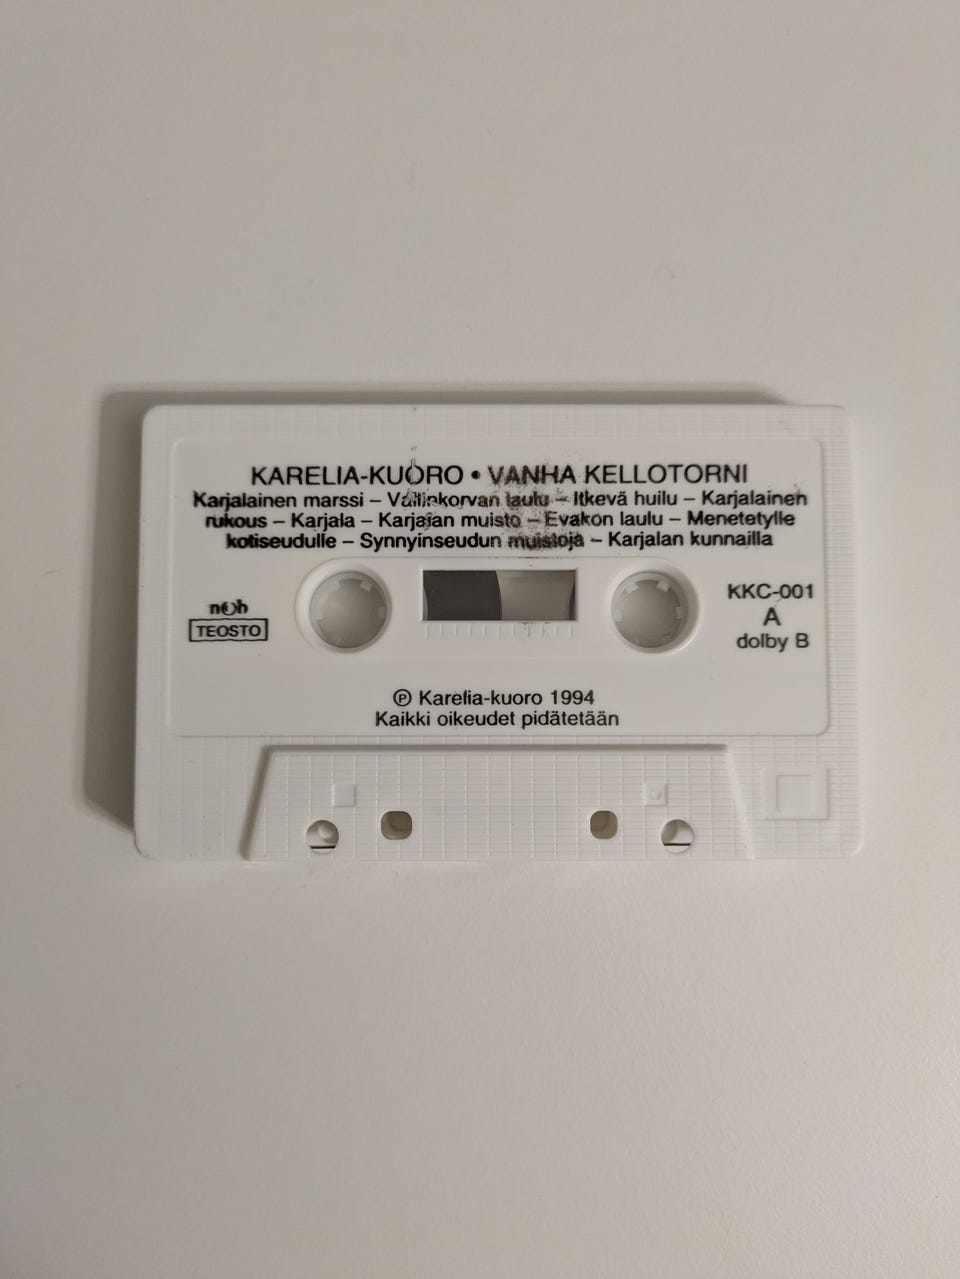 KARELIA-KUORO • VANHA KELLOTORNI
Karjalainen marssi – Vallinkorvan laulu – Itkevä huilu – Karjalainen
rukous – Karjala – Karjalan muisto – Evakon laulu – Menetetylle
kotiseudulle – Synnyinseudun muistoja – Karjalan kunnailla
ncb
TEOSTO
KKC-001
A
dolby B
℗ Karelia-kuoro 1994
Kaikki oikeudet pidätetään